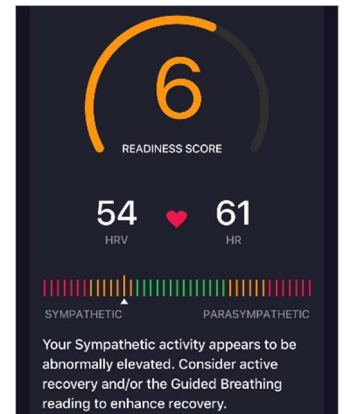 6
READINESS SCORE
54 61
HRV HR
SYMPATHETIC PARASYMPATHETIC
Your Sympathetic activity appears to be
abnormally elevated. Consider active
recovery and/or the Guided Breathing
reading to enhance recovery.